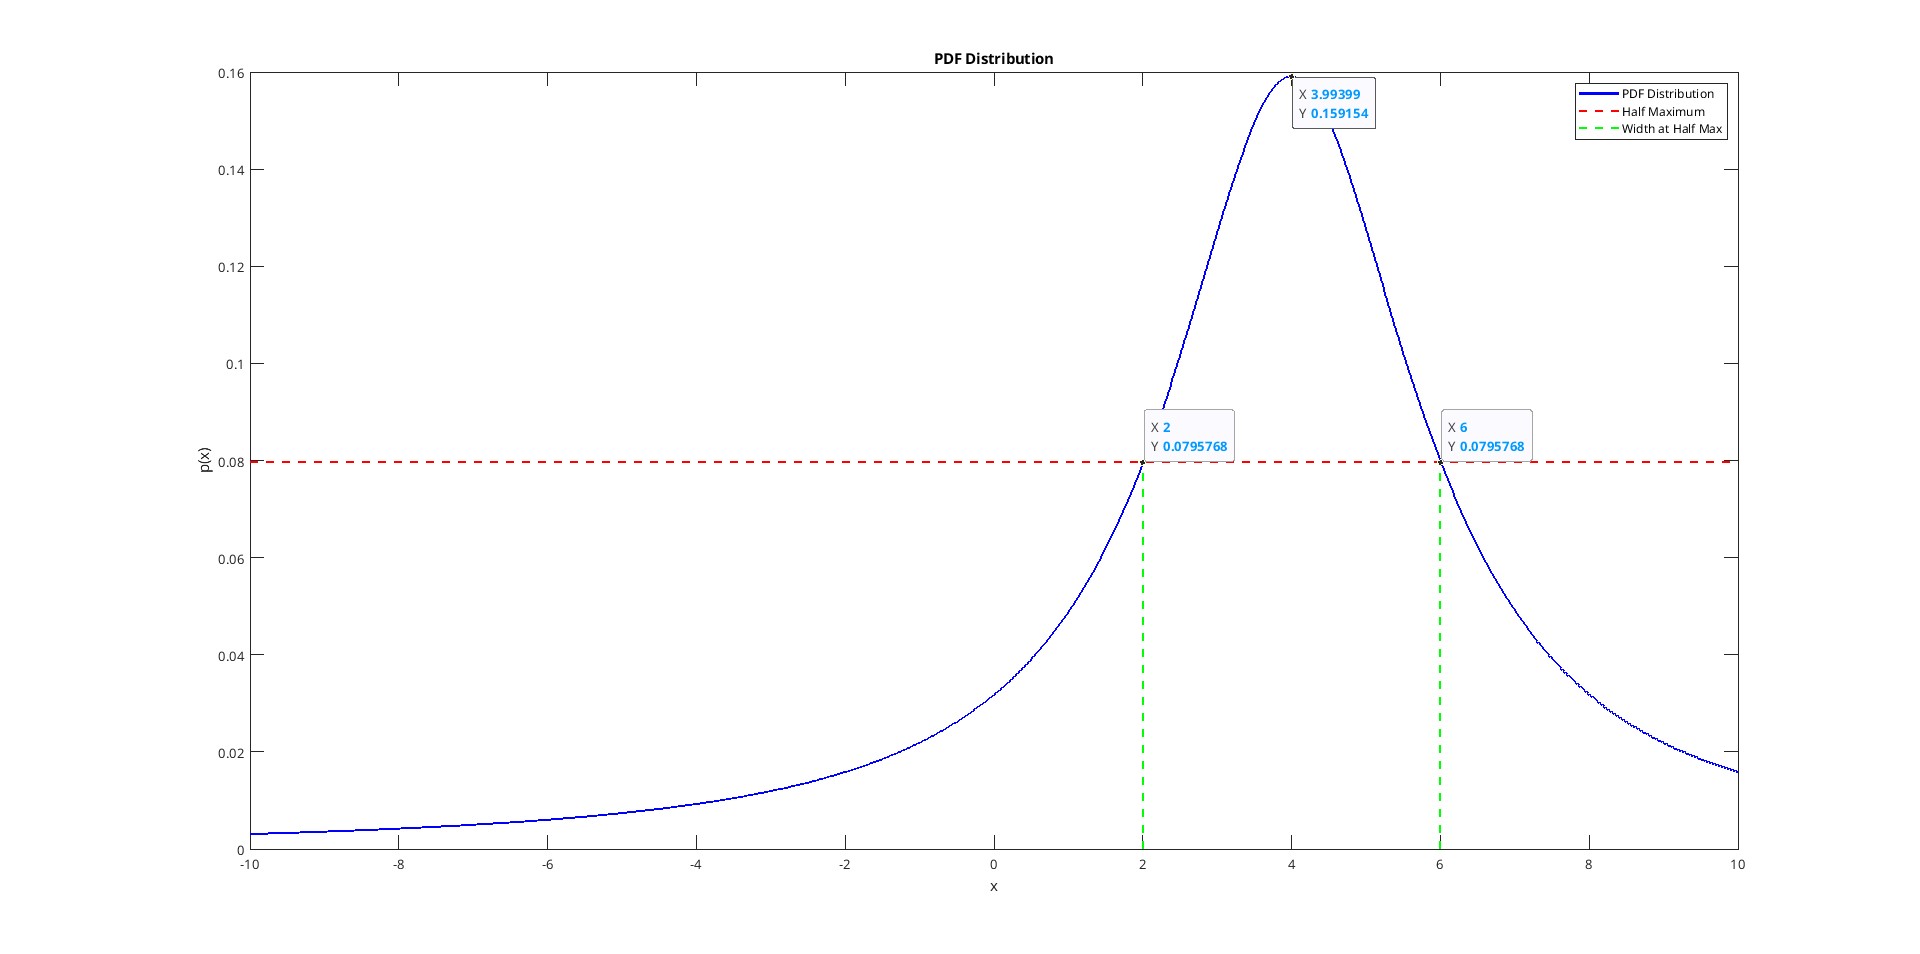 PDF Distribution
0.16
0.14
0.12
0.1
0.08
0.06
0.04
0.02
0
p(x)
X 3.99399
Y 0.159154
PDF Distribution
Half Maximum
Width at Half Max
X 2
Y 0.0795768
X 6
Y 0.0795768
-10 -8 -6 -4 -2 0 2 4 6 8 10
x